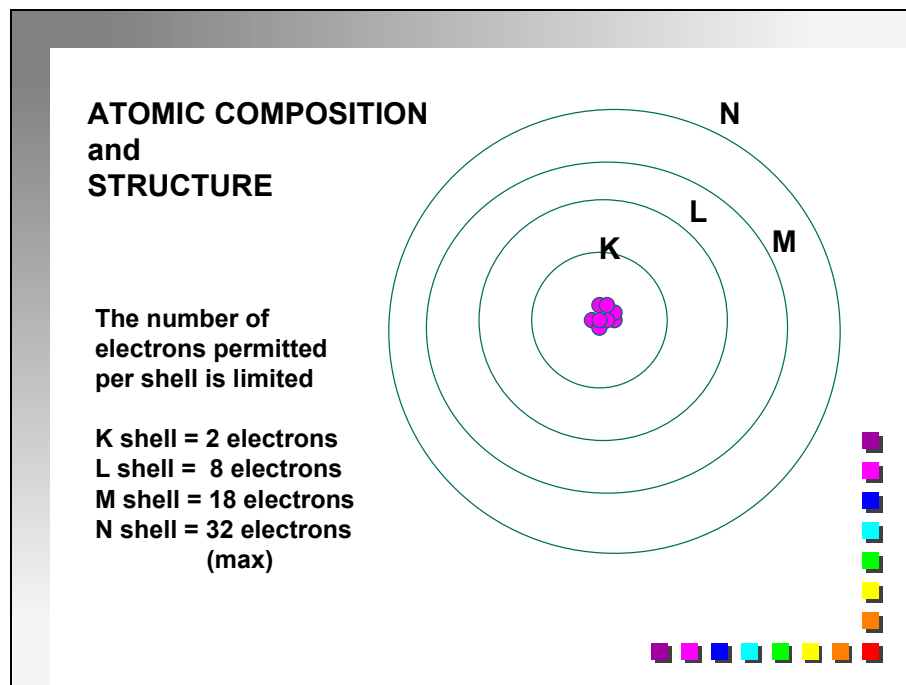 ATOMIC COMPOSITION
and
STRUCTURE
N
L
K
M
The number of
electrons permitted
per shell is limited
K shell = 2 electrons
L shell =  8 electrons
M shell = 18 electrons
N shell = 32 electrons
(max)